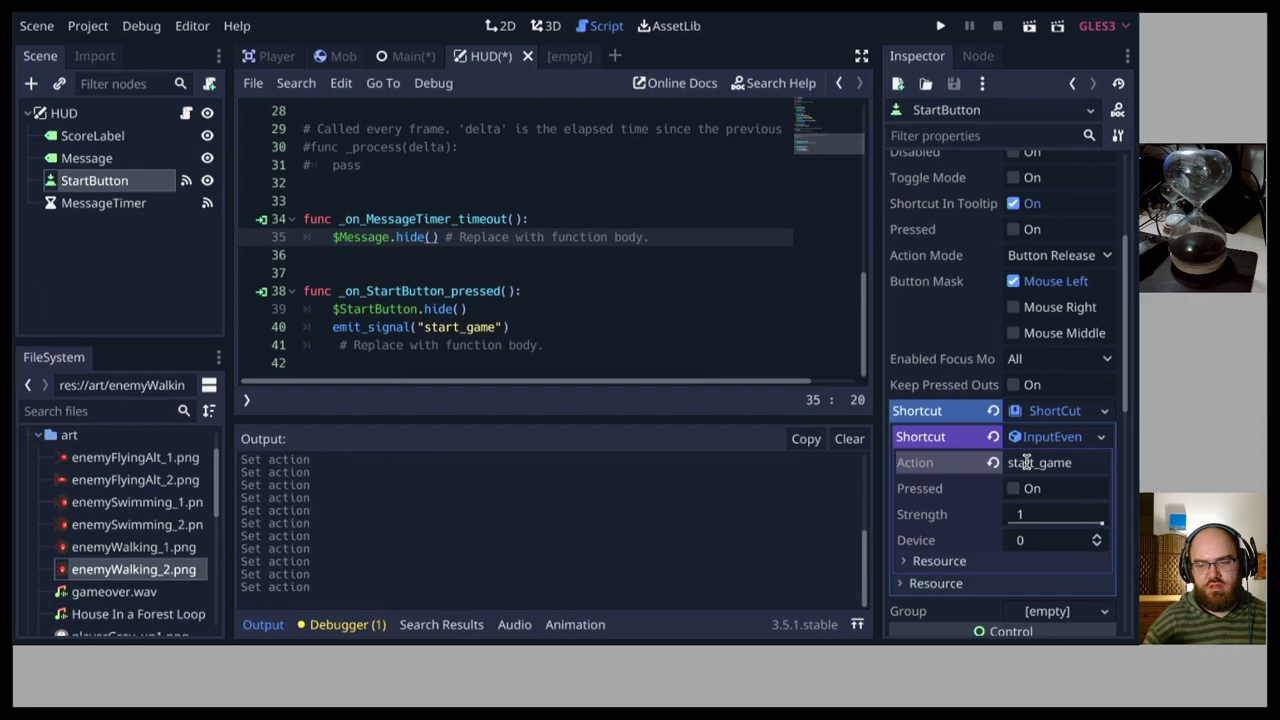 Scene Project Debug Editor Help
2D 3D Script AssetLib
GLES3
Scene Import
Filter nodes
HUD
ScoreLabel
Message
StartButton
MessageTimer
FileSystem
res://art/enemyWalkin
Search files
art
enemyFlyingAlt_1.png
enemyFlyingAlt_2.png
enemySwimming_1.pn
enemySwimming_2.pn
enemyWalking_1.png
enemyWalking_2.png
gameover.wav
House In a Forest Loop
playerGrey_up1.png
Player Mob Main(*) HUD(*) [empty]
File Search Edit Go To Debug Online Docs Search Help
28
29 # Called every frame. 'delta' is the elapsed time since the previous
30 #func _process(delta):
31 # pass
32
33
34 func _on_MessageTimer_timeout():
35 $Message.hide() # Replace with function body.
36
37
38 func _on_StartButton_pressed():
39 $StartButton.hide()
40 emit_signal("start_game")
41 # Replace with function body.
42
35 : 20
Output: Copy Clear
Set action
Set action
Set action
Set action
Set action
Set action
Set action
Set action
Set action
Set action
Set action
Output Debugger (1) Search Results Audio Animation 3.5.1.stable
Inspector Node
StartButton
Filter properties
Disabled On
Toggle Mode On
Shortcut In Tooltip On
Pressed On
Action Mode Button Release
Button Mask Mouse Left
Mouse Right
Mouse Middle
Enabled Focus Mo All
Keep Pressed Outs On
Shortcut ShortCut
Shortcut InputEven
Action start_game
Pressed On
Strength 1
Device 0
Resource
Resource
Group [empty]
Control